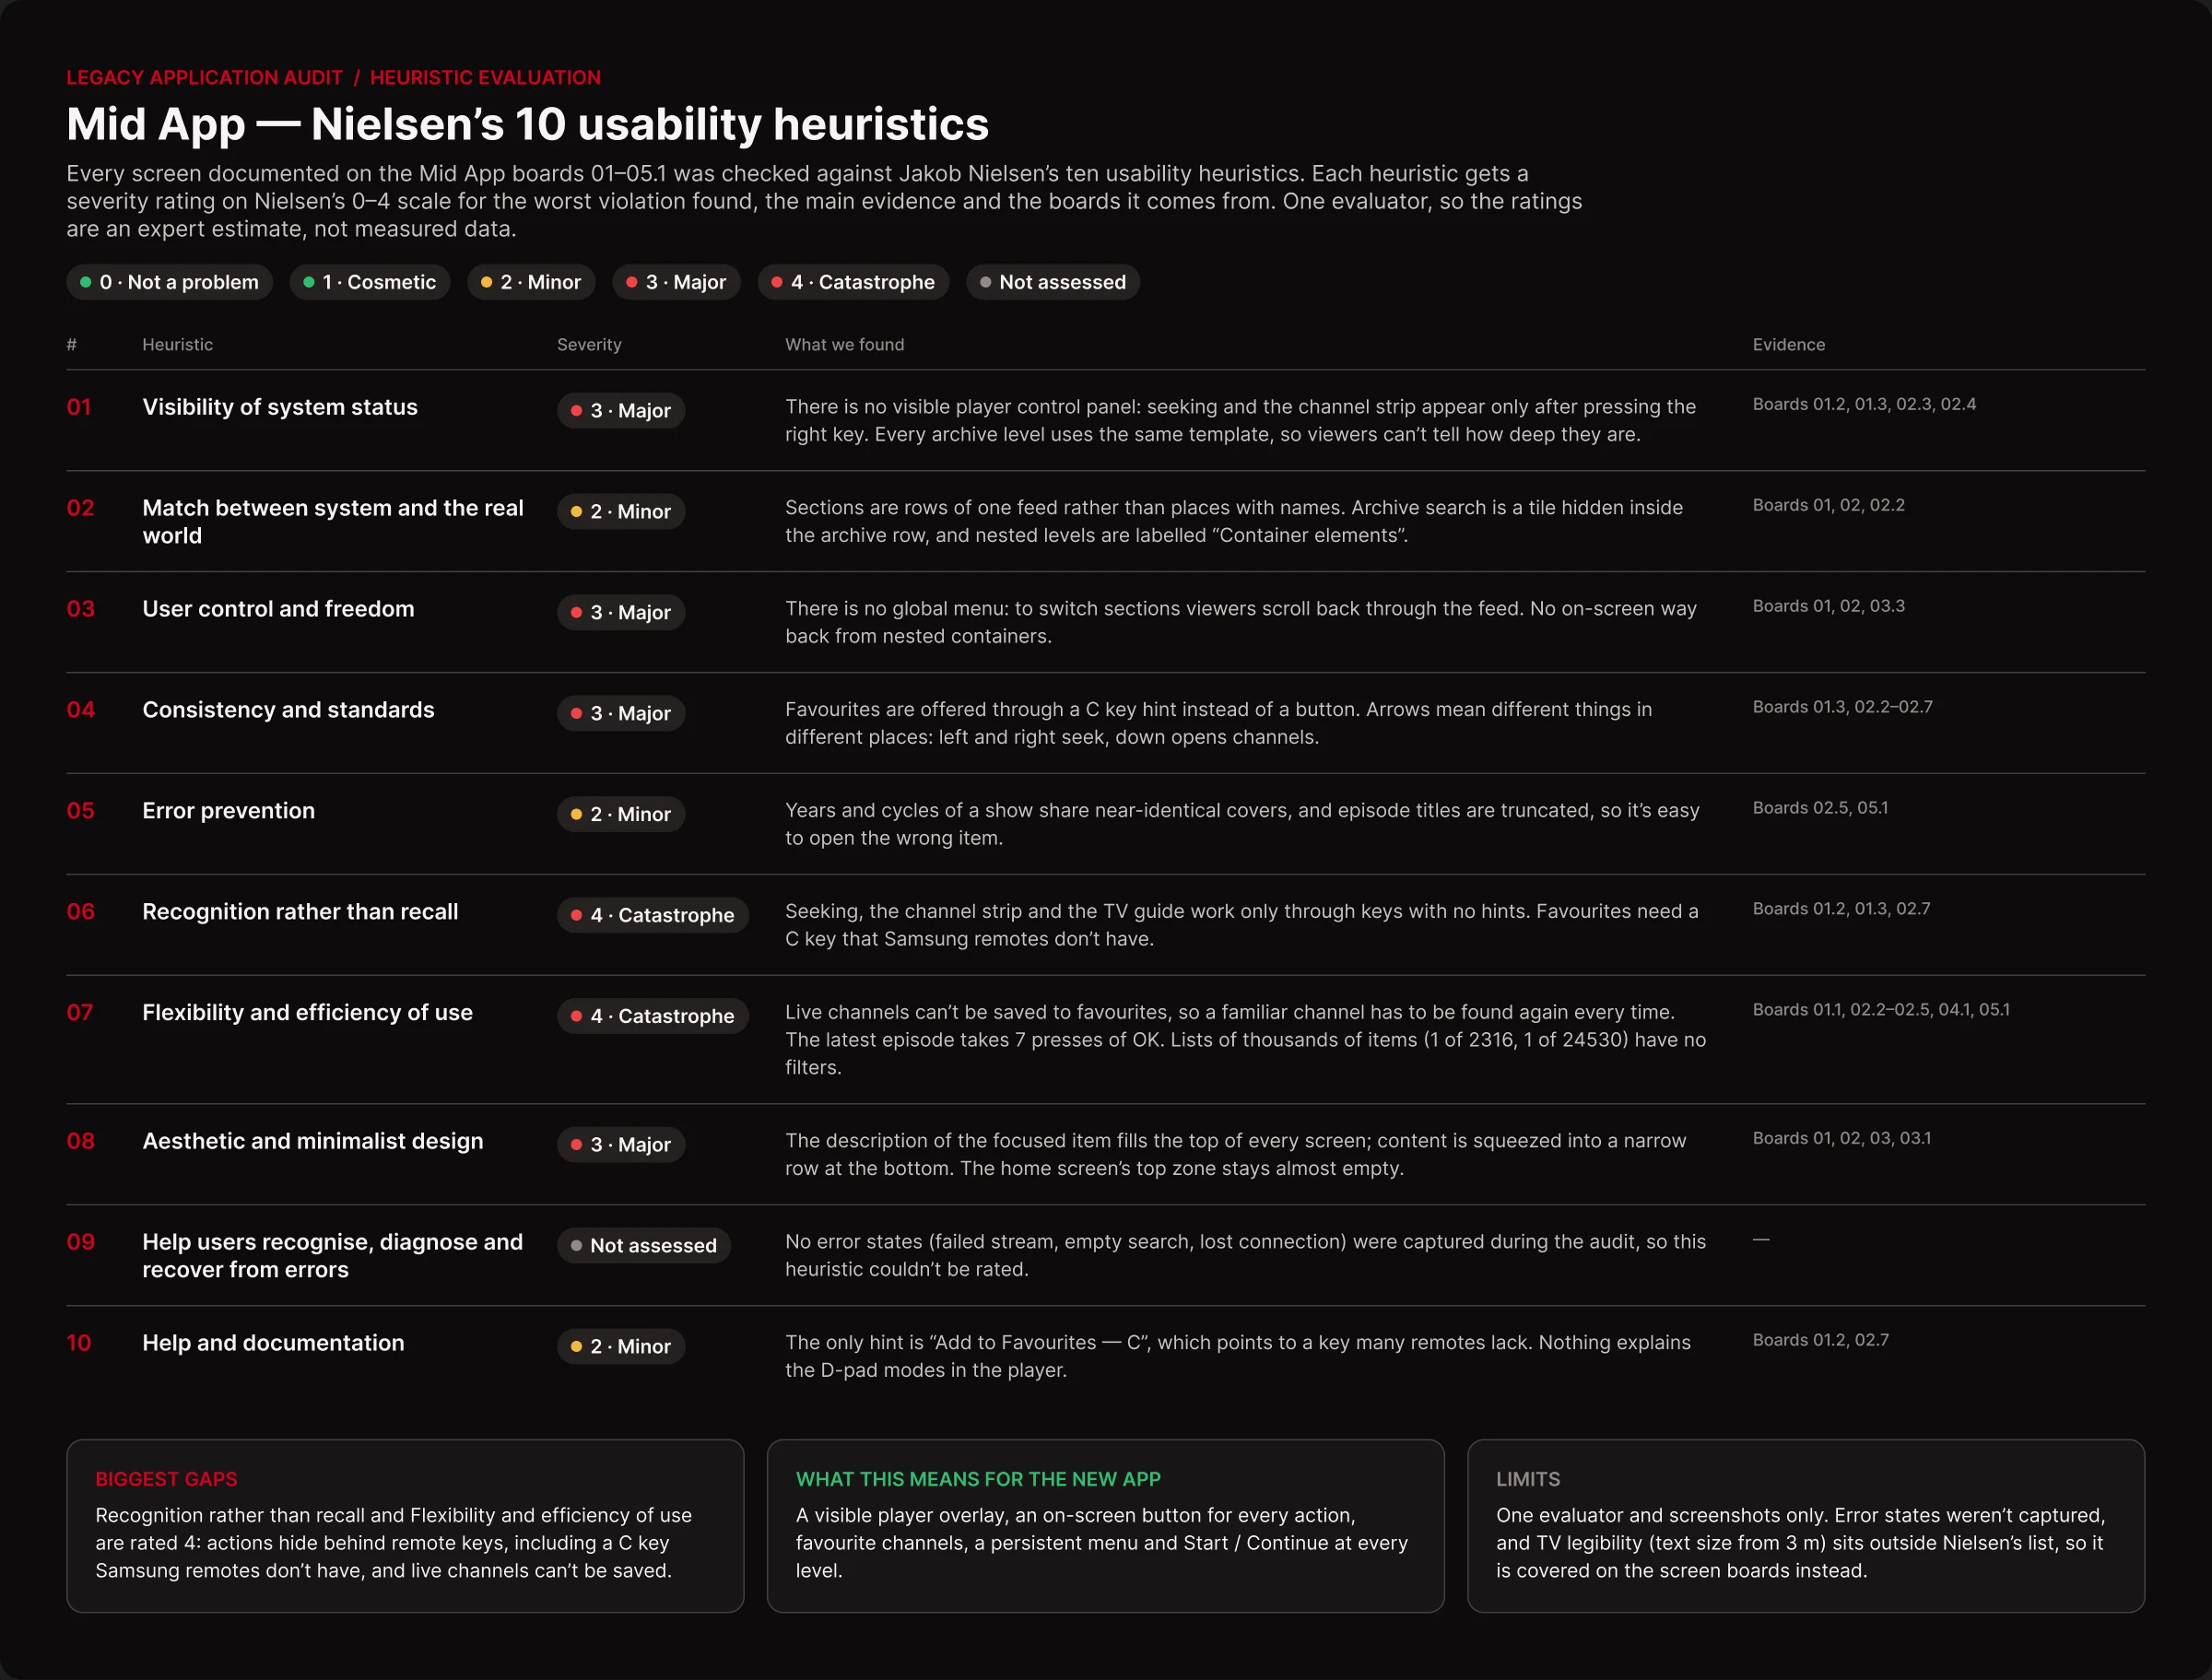 LEGACY APPLICATION AUDIT / HEURISTIC EVALUATION
Mid App — Nielsen’s 10 usability heuristics
Every screen documented on the Mid App boards 01–05.1 was checked against Jakob Nielsen’s ten usability heuristics. Each heuristic gets a
severity rating on Nielsen’s 0–4 scale for the worst violation found, the main evidence and the boards it comes from. One evaluator, so the ratings
are an expert estimate, not measured data.
0 · Not a problem
1 · Cosmetic
2 · Minor
3 · Major
4 · Catastrophe
Not assessed
# Heuristic Severity What we found Evidence
01
Visibility of system status
3 · Major
There is no visible player control panel: seeking and the channel strip appear only after pressing the
right key. Every archive level uses the same template, so viewers can’t tell how deep they are.
Boards 01.2, 01.3, 02.3, 02.4
02
Match between system and the real
world
2 · Minor
Sections are rows of one feed rather than places with names. Archive search is a tile hidden inside
the archive row, and nested levels are labelled “Container elements”.
Boards 01, 02, 02.2
03
User control and freedom
3 · Major
There is no global menu: to switch sections viewers scroll back through the feed. No on-screen way
back from nested containers.
Boards 01, 02, 03.3
04
Consistency and standards
3 · Major
Favourites are offered through a C key hint instead of a button. Arrows mean different things in
different places: left and right seek, down opens channels.
Boards 01.3, 02.2–02.7
05
Error prevention
2 · Minor
Years and cycles of a show share near-identical covers, and episode titles are truncated, so it’s easy
to open the wrong item.
Boards 02.5, 05.1
06
Recognition rather than recall
4 · Catastrophe
Seeking, the channel strip and the TV guide work only through keys with no hints. Favourites need a
C key that Samsung remotes don’t have.
Boards 01.2, 01.3, 02.7
07
Flexibility and efficiency of use
4 · Catastrophe
Live channels can’t be saved to favourites, so a familiar channel has to be found again every time.
The latest episode takes 7 presses of OK. Lists of thousands of items (1 of 2316, 1 of 24530) have no
filters.
Boards 01.1, 02.2–02.5, 04.1, 05.1
08
Aesthetic and minimalist design
3 · Major
The description of the focused item fills the top of every screen; content is squeezed into a narrow
row at the bottom. The home screen’s top zone stays almost empty.
Boards 01, 02, 03, 03.1
09
Help users recognise, diagnose and
recover from errors
Not assessed
No error states (failed stream, empty search, lost connection) were captured during the audit, so this
heuristic couldn’t be rated.
—
10
Help and documentation
2 · Minor
The only hint is “Add to Favourites — C”, which points to a key many remotes lack. Nothing explains
the D-pad modes in the player.
Boards 01.2, 02.7
BIGGEST GAPS
Recognition rather than recall and Flexibility and efficiency of use
are rated 4: actions hide behind remote keys, including a C key
Samsung remotes don’t have, and live channels can’t be saved.
WHAT THIS MEANS FOR THE NEW APP
A visible player overlay, an on-screen button for every action,
favourite channels, a persistent menu and Start / Continue at every
level.
LIMITS
One evaluator and screenshots only. Error states weren’t captured,
and TV legibility (text size from 3 m) sits outside Nielsen’s list, so it
is covered on the screen boards instead.